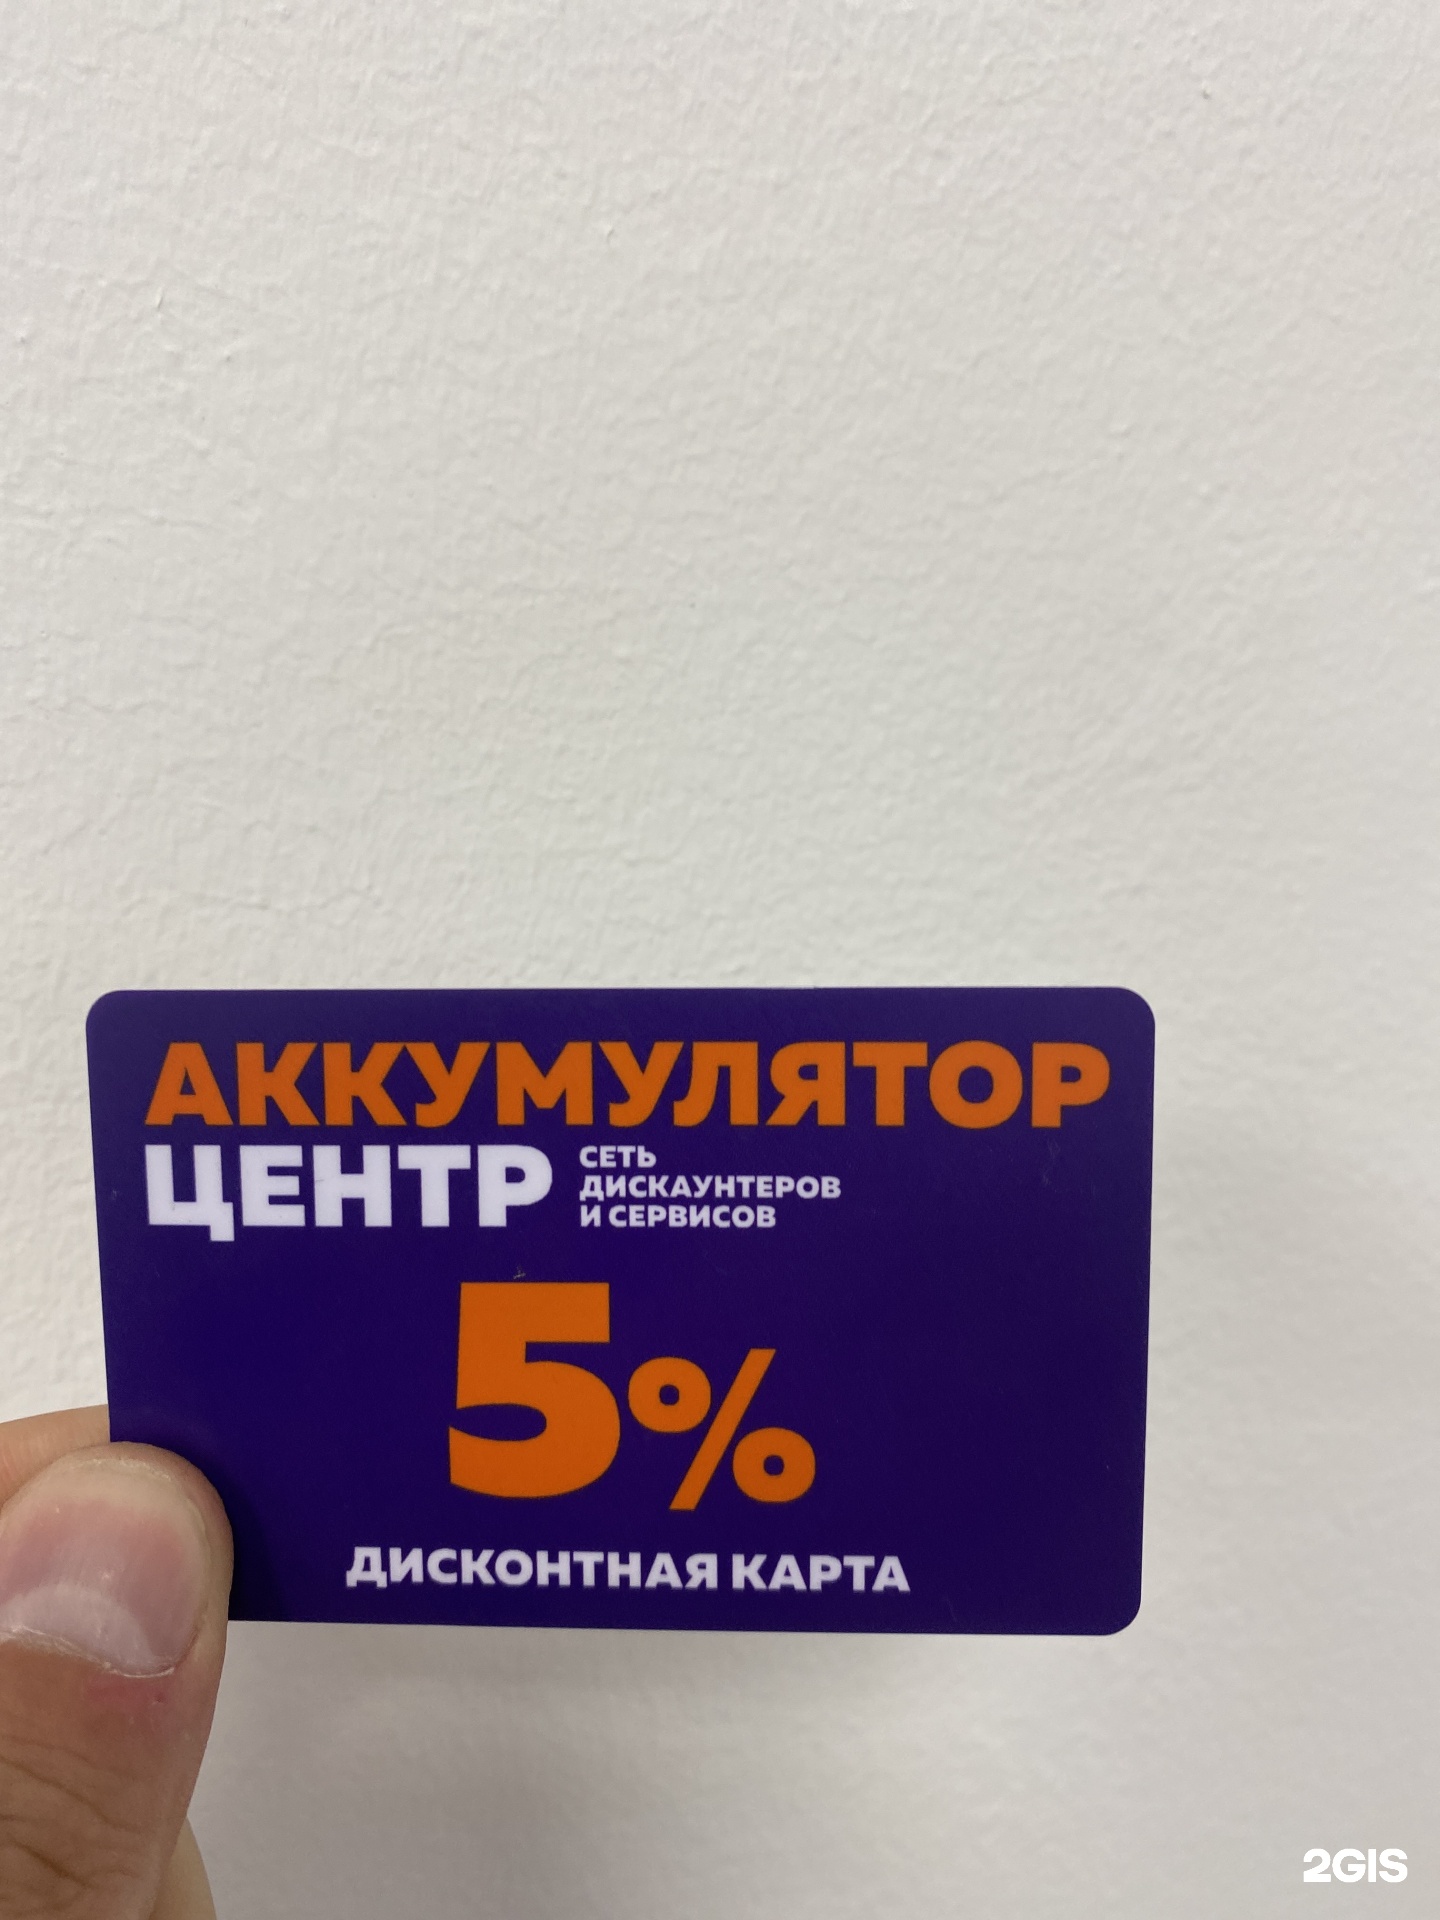 АККУМУЛЯТОР
ЦЕНТР
СЕТЬ
ДИСКАУНТЕРОВ
И СЕРВИСОВ
5%
ДИСКОНТНАЯ КАРТА
2GIS